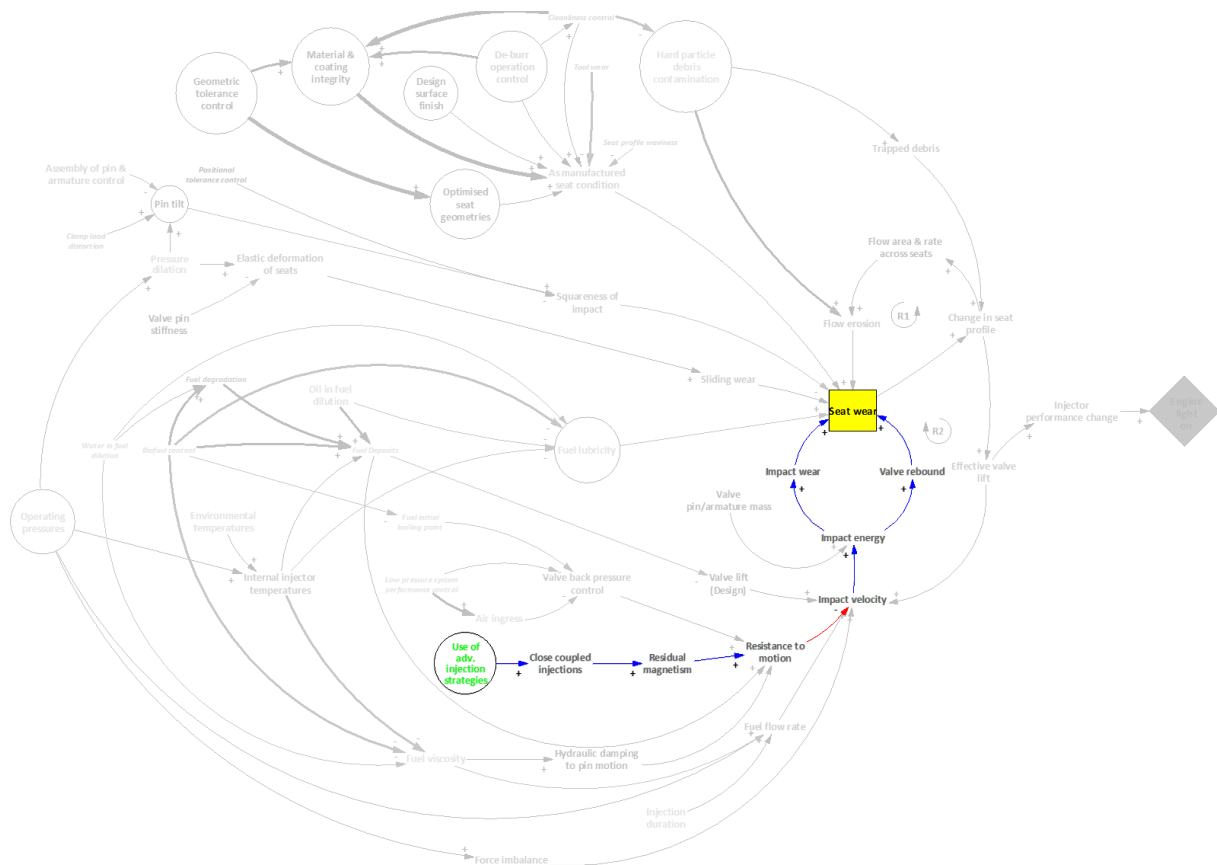 Cleanliness control
Material &
coating
integrity
De-burr
operation
control
Hard particle
debris
contamination
Geometric
tolerance
control
Design
surface
finish
Tool wear
Seat profile waviness
Trapped debris
Assembly of pin &
armature control
Positional
tolerance control
As manufactured
seat condition
Optimised
seat
geometries
Pin tilt
Clamp load
distortion
Pressure
dilation
Elastic deformation
of seats
Flow area & rate
across seats
Valve pin
stiffness
Squareness of
impact
R1
Flow erosion
Change in seat
profile
Fuel degradation
Oil in fuel
dilution
Sliding wear
Seat wear
Injector
performance change
Engine
light
on
R2
Water in fuel
dilution
Biofuel content
Fuel Deposits
Fuel lubricity
Impact wear
Valve rebound
Effective valve
lift
Operating
pressures
Environmental
temperatures
Fuel initial
boiling point
Valve
pin/armature mass
Impact energy
Internal injector
temperatures
Low pressure system
performance control
Valve back pressure
control
Valve lift
(Design)
Impact velocity
Air ingress
Use of
adv.
injection
strategies
Close coupled
injections
Residual
magnetism
Resistance to
motion
Fuel flow rate
Fuel viscosity
Hydraulic damping
to pin motion
Injection
duration
Force imbalance